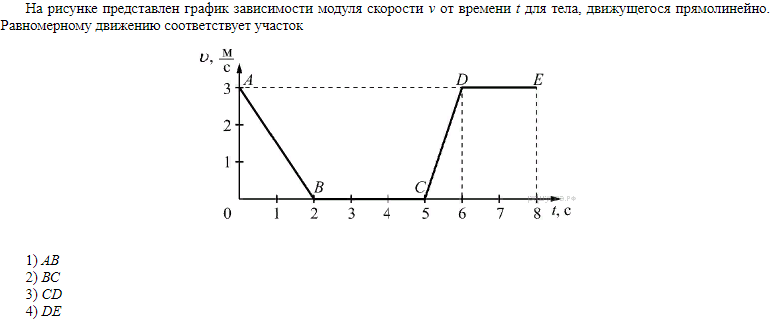 На рисунке представлен график зависимости модуля скорости v от времени t для тела, движущегося прямолинейно.
Равномерному движению соответствует участок
υ, м/с
A
D
E
3
2
1
B
C
0
1
2
3
4
5
6
7
8
t, с
1) AB
2) BC
3) CD
4) DE